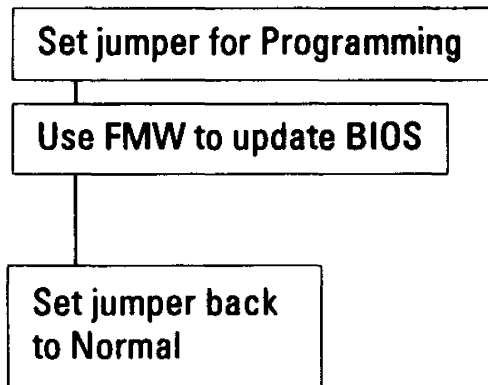 Set jumper for Programming
Use FMW to update BIOS
Set jumper back
to Normal